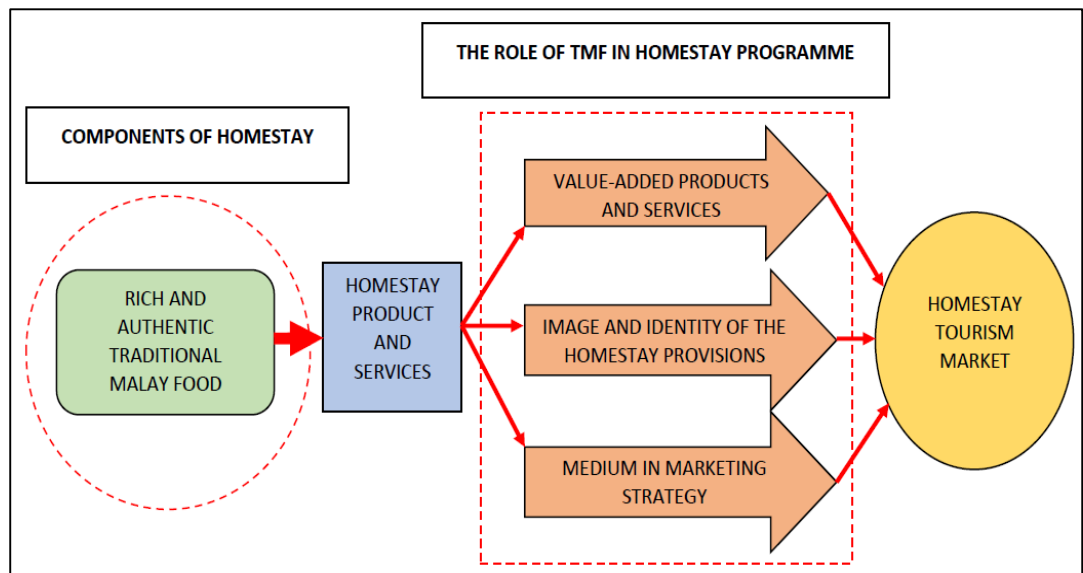 THE ROLE OF TMF IN HOMESTAY PROGRAMME
COMPONENTS OF HOMESTAY
RICH AND
AUTHENTIC
TRADITIONAL
MALAY FOOD
HOMESTAY
PRODUCT
AND
SERVICES
VALUE-ADDED PRODUCTS
AND SERVICES
IMAGE AND IDENTITY OF THE
HOMESTAY PROVISIONS
MEDIUM IN MARKETING
STRATEGY
HOMESTAY
TOURISM
MARKET